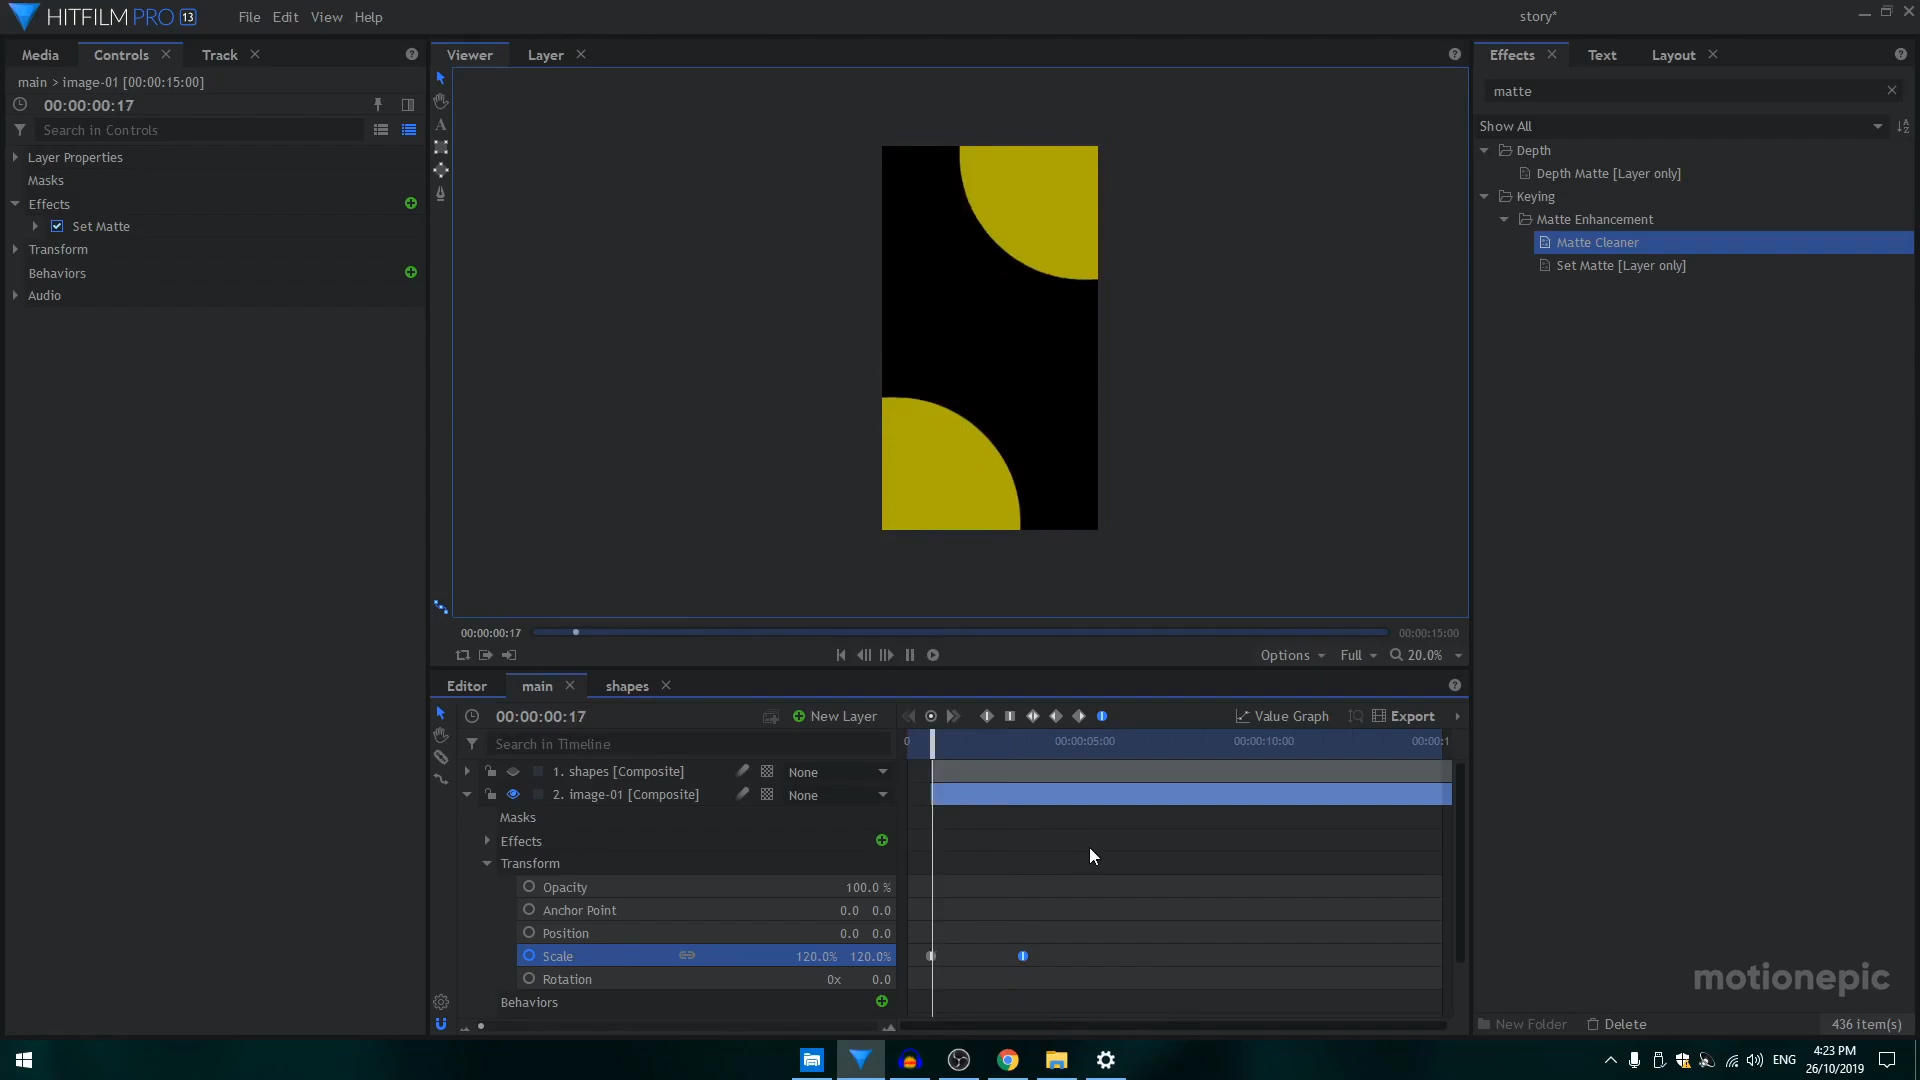 HITFILM PRO 13
File Edit View Help
story*
Media Controls Track
Viewer Layer
Effects Text Layout
main > image-01 [00:00:15:00]
00:00:00:17
Search in Controls
Layer Properties
Masks
Effects
Set Matte
Transform
Behaviors
Audio
matte
Show All
Depth
Depth Matte [Layer only]
Keying
Matte Enhancement
Matte Cleaner
Set Matte [Layer only]
00:00:00:17
00:00:15:00
Options Full 20.0%
Editor main shapes
00:00:00:17 New Layer
Value Graph Export
Search in Timeline
0 00:00:05:00 00:00:10:00 00:00:1
1. shapes [Composite] None
2. image-01 [Composite] None
Masks
Effects
Transform
Opacity 100.0 %
Anchor Point 0.0 0.0
Position 0.0 0.0
Scale 120.0% 120.0%
Rotation 0x 0.0
Behaviors
motionepic
New Folder Delete 436 item(s)
ENG
4:23 PM
26/10/2019